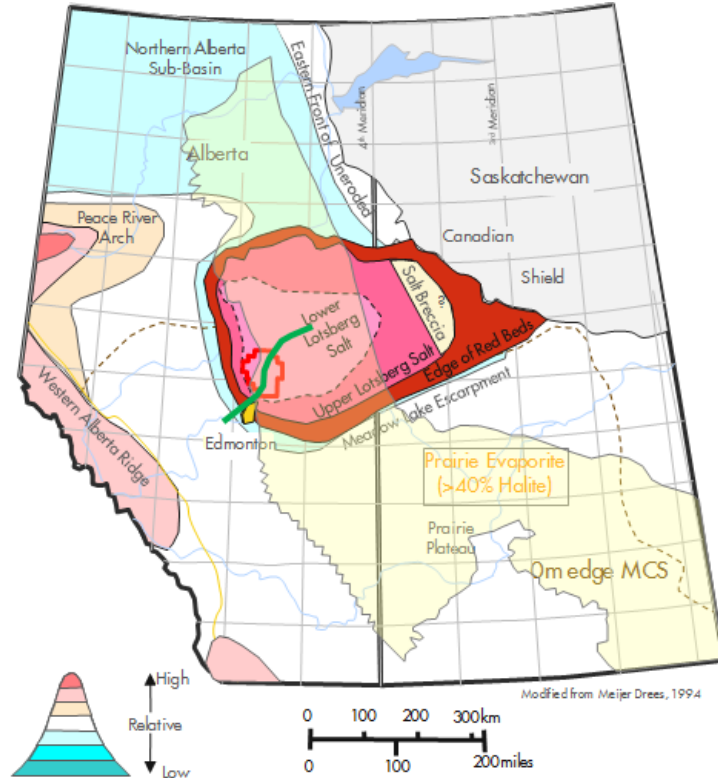 Northern Alberta
Sub-Basin
Eastern Front of Uneroded
4th Meridian
3rd Meridian
Alberta
Saskatchewan
Peace River
Arch
Canadian
Shield
Salt Breccia
?
Lower
Lotsberg
Salt
Upper Lotsberg Salt
Edge of Red Beds
Meadow Lake Escarpment
Western Alberta Ridge
Edmonton
Prairie Evaporite
(>40% Halite)
Prairie
Plateau
0m edge MCS
Modified from Meijer Drees, 1994
High
Relative
Low
0 100 200 300km
0 100 200miles